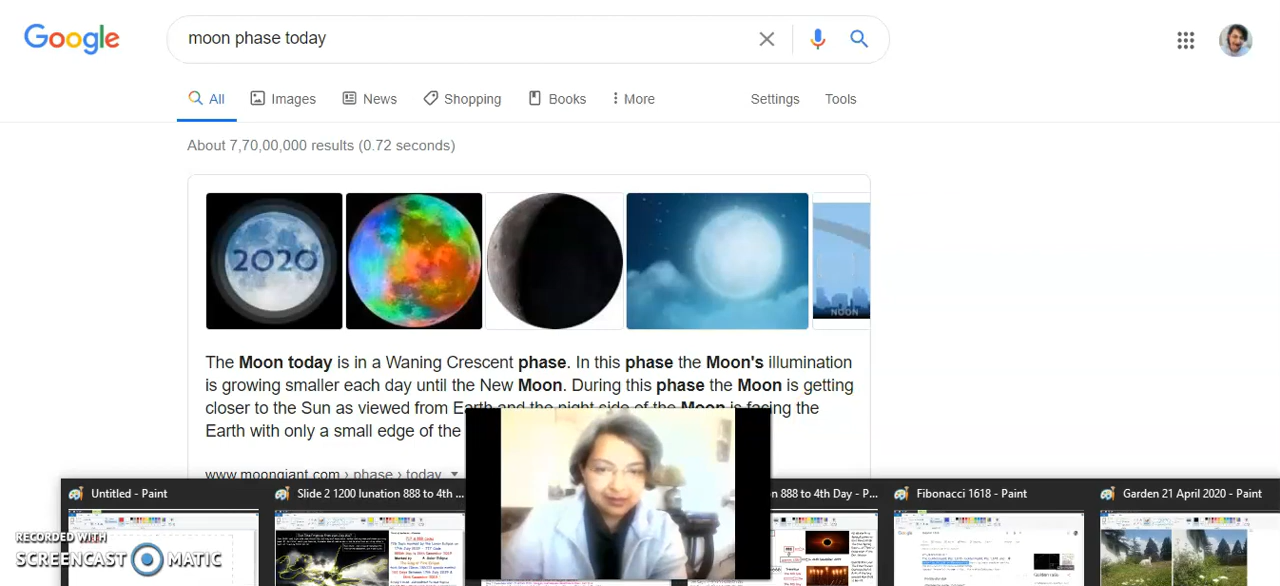 Google
moon phase today
All Images News Shopping Books More Settings Tools
About 7,70,00,000 results (0.72 seconds)
2020
NOON
The Moon today is in a Waning Crescent phase. In this phase the Moon's illumination
is growing smaller each day until the New Moon. During this phase the Moon is getting
closer to the Sun as viewed from Earth and the night side of the Moon is facing the
Earth with only a small edge of the
www.moongiant.com › phase › today
Untitled - Paint
Slide 2 1200 lunation 888 to 4th ...
n 888 to 4th Day - P...
Fibonacci 1618 - Paint
Garden 21 April 2020 - Paint
RECORDED WITH
SCREENCAST MATIC